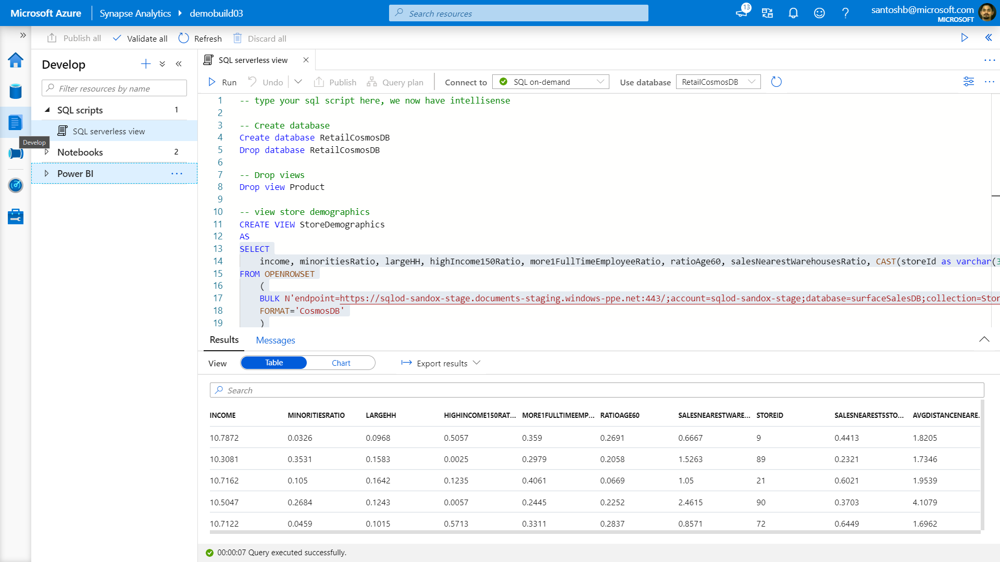 Microsoft Azure
Synapse Analytics
demobuild03
Search resources
13
santoshb@microsoft.com
MICROSOFT
Publish all
Validate all
Refresh
Discard all
Develop
Filter resources by name
SQL scripts 1
SQL serverless view
Develop
Notebooks 2
Power BI
SQL serverless view
Run
Undo
Publish
Query plan
Connect to
SQL on-demand
Use database
RetailCosmosDB
1 -- type your sql script here, we now have intellisense
2
3 -- Create database
4 Create database RetailCosmosDB
5 Drop database RetailCosmosDB
6
7 -- Drop views
8 Drop view Product
9
10 -- view store demographics
11 CREATE VIEW StoreDemographics
12 AS
13 SELECT
14 income, minoritiesRatio, largeHH, highIncome150Ratio, more1FullTimeEmployeeRatio, ratioAge60, salesNearestWarehousesRatio, CAST(storeId as varchar(3
15 FROM OPENROWSET
16 (
17 BULK N'endpoint=https://sqlod-sandox-stage.documents-staging.windows-ppe.net:443/;account=sqlod-sandox-stage;database=surfaceSalesDB;collection=Stor
18 FORMAT='CosmosDB'
19 )
Results
Messages
View
Table
Chart
Export results
Search
INCOME MINORITIESRATIO LARGEHH HIGHINCOME150RAT... MORE1FULLTIMEEMP... RATIOAGE60 SALESNEARESTWARE... STOREID SALESNEAREST5STO... AVGDISTANCENEARE.
10.7872 0.0326 0.0968 0.5057 0.359 0.2691 0.6667 9 0.4413 1.8205
10.3081 0.3531 0.1583 0.0025 0.2979 0.2058 1.5263 89 0.2321 1.7346
10.7162 0.105 0.1642 0.1235 0.4061 0.0669 1.05 21 0.6021 1.9539
10.5047 0.2684 0.1243 0.0057 0.2445 0.2252 2.4615 90 0.3703 4.1079
10.7122 0.0459 0.1015 0.5713 0.3311 0.2837 0.8571 72 0.6449 1.6962
00:00:07 Query executed successfully.